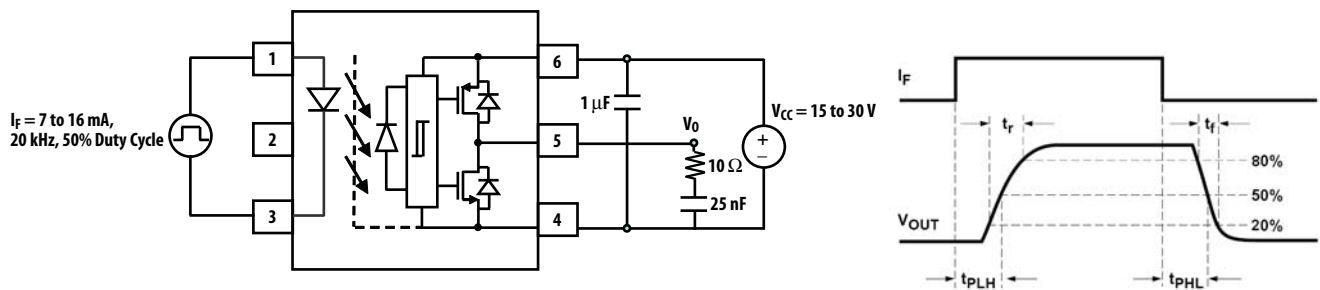 I_F = 7 to 16 mA,
20 kHz, 50% Duty Cycle
1
2
3
6
5
4
1 µF
V_O
10 Ω
25 nF
V_CC = 15 to 30 V
+
−
I_F
t_r
t_f
80%
50%
20%
V_OUT
t_PLH
t_PHL